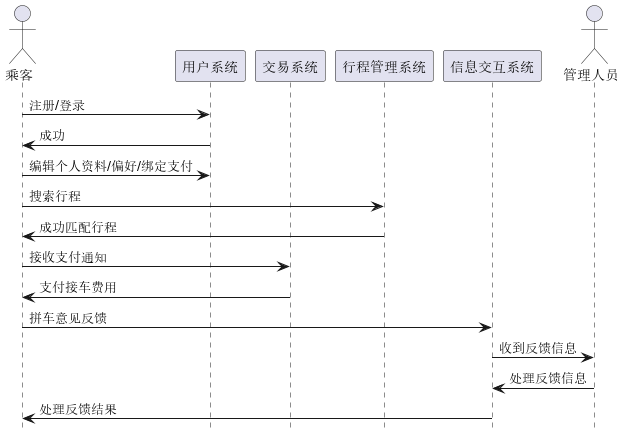 乘客
用户系统
交易系统
行程管理系统
信息交互系统
管理人员
注册/登录
成功
编辑个人资料/偏好/绑定支付
搜索行程
成功匹配行程
接收支付通知
支付接车费用
拼车意见反馈
收到反馈信息
处理反馈信息
处理反馈结果